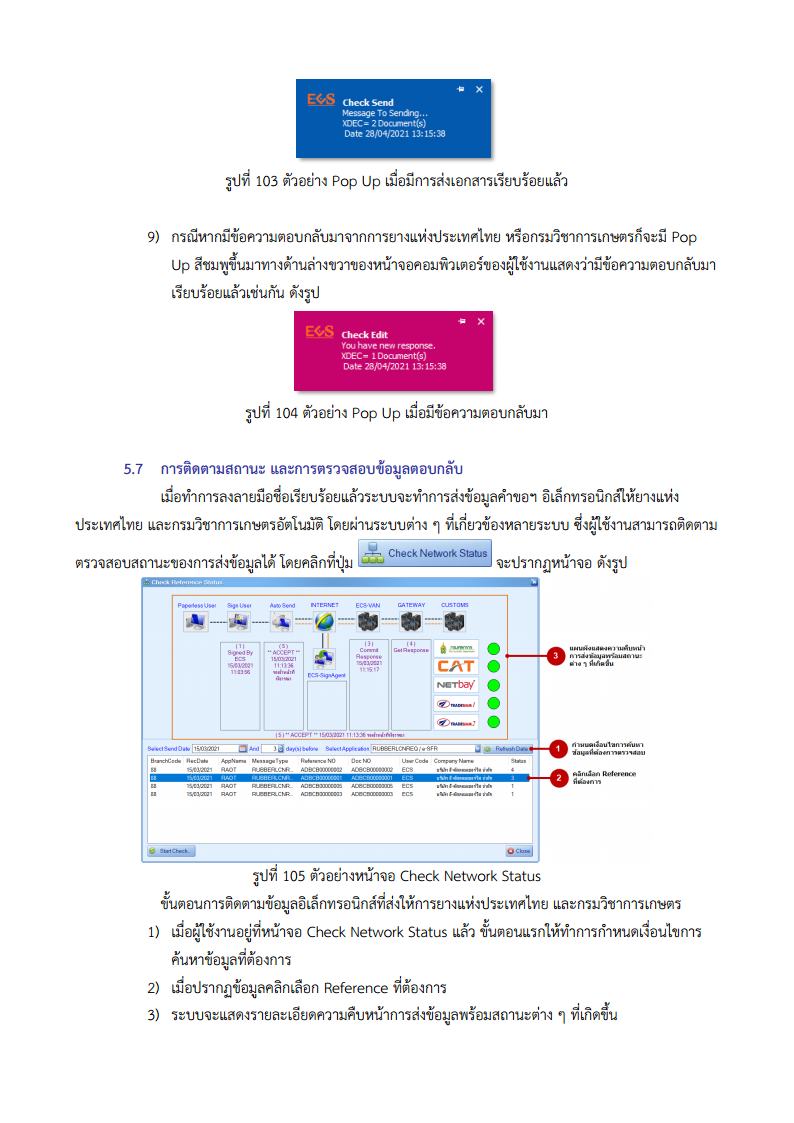 ECS
Check Send
Message To Sending...
XDEC= 2 Document(s)
Date 28/04/2021 13:15:38
รูปที่ 103 ตัวอย่าง Pop Up เมื่อมีการส่งเอกสารเรียบร้อยแล้ว
9) กรณีหากมีข้อความตอบกลับมาจากการยางแห่งประเทศไทย หรือกรมวิชาการเกษตรก็จะมี Pop
Up สีชมพูขึ้นมาทางด้านล่างขวาของหน้าจอคอมพิวเตอร์ของผู้ใช้งานแสดงว่ามีข้อความตอบกลับมา
เรียบร้อยแล้วเช่นกัน ดังรูป
ECS
Check Edit
You have new response.
XDEC= 1 Document(s)
Date 28/04/2021 13:15:38
รูปที่ 104 ตัวอย่าง Pop Up เมื่อมีข้อความตอบกลับมา
5.7 การติดตามสถานะ และการตรวจสอบข้อมูลตอบกลับ
เมื่อทำการลงลายมือชื่อเรียบร้อยแล้วระบบจะทำการส่งข้อมูลคำขอฯ อิเล็กทรอนิกส์ให้ยางแห่ง
ประเทศไทย และกรมวิชาการเกษตรอัตโนมัติ โดยผ่านระบบต่าง ๆ ที่เกี่ยวข้องหลายระบบ ซึ่งผู้ใช้งานสามารถติดตาม
ตรวจสอบสถานะของการส่งข้อมูลได้ โดยคลิกที่ปุ่ม Check Network Status จะปรากฏหน้าจอ ดังรูป
Check Reference Status
Paperless User Sign User Auto Send INTERNET ECS-VAN GATEWAY CUSTOMS
( 1 )
Signed By
ECS
15/03/2021
11:03:56
( 5 )
** ACCEPT **
15/03/2021
11:13:36
รอเจ้าหน้าที่
พิจารณา
ECS-SignAgent
( 3 )
Commit
Response
15/03/2021
11:15:17
( 4 )
Get Response
กรมศุลกากร
CAT
NETbay
TRADESIAM 1
TRADESIAM 2
( 5 ) ** ACCEPT ** 15/03/2021 11:13:36 รอเจ้าหน้าที่พิจารณา
3 แผนผังแสดงความคืบหน้า
การส่งข้อมูลพร้อมสถานะ
ต่าง ๆ ที่เกิดขึ้น
Select Send Date 15/03/2021 And 3 day(s) before Select Application RUBBERLCNREQ / e-SFR Refresh Data
1 กำหนดเงื่อนไขการค้นหา
ข้อมูลที่ต้องการตรวจสอบ
BranchCode RecDate AppName MessageType Reference NO Doc NO User Code Company Name Status
88 15/03/2021 RAOT RUBBERLCNR.. ADBCB00000002 ADBCB00000002 ECS 4
88 15/03/2021 RAOT RUBBERLCNR.. ADBCB00000001 ADBCB00000001 ECS 3
88 15/03/2021 RAOT RUBBERLCNR.. ADBCB00000005 ADBCB00000005 ECS 1
88 15/03/2021 RAOT RUBBERLCNR.. ADBCB00000003 ADBCB00000003 ECS 1
2 คลิกเลือก Reference
ที่ต้องการ
Start Check.. Close
รูปที่ 105 ตัวอย่างหน้าจอ Check Network Status
ขั้นตอนการติดตามข้อมูลอิเล็กทรอนิกส์ที่ส่งให้การยางแห่งประเทศไทย และกรมวิชาการเกษตร
1) เมื่อผู้ใช้งานอยู่ที่หน้าจอ Check Network Status แล้ว ขั้นตอนแรกให้ทำการกำหนดเงื่อนไขการ
ค้นหาข้อมูลที่ต้องการ
2) เมื่อปรากฏข้อมูลคลิกเลือก Reference ที่ต้องการ
3) ระบบจะแสดงรายละเอียดความคืบหน้าการส่งข้อมูลพร้อมสถานะต่าง ๆ ที่เกิดขึ้น